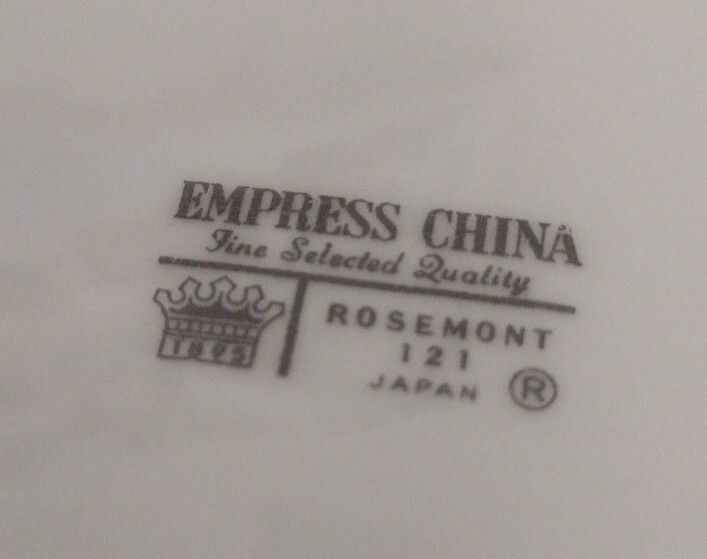 EMPRESS CHINA
Fine Selected Quality
1895
ROSEMONT
121
JAPAN ®